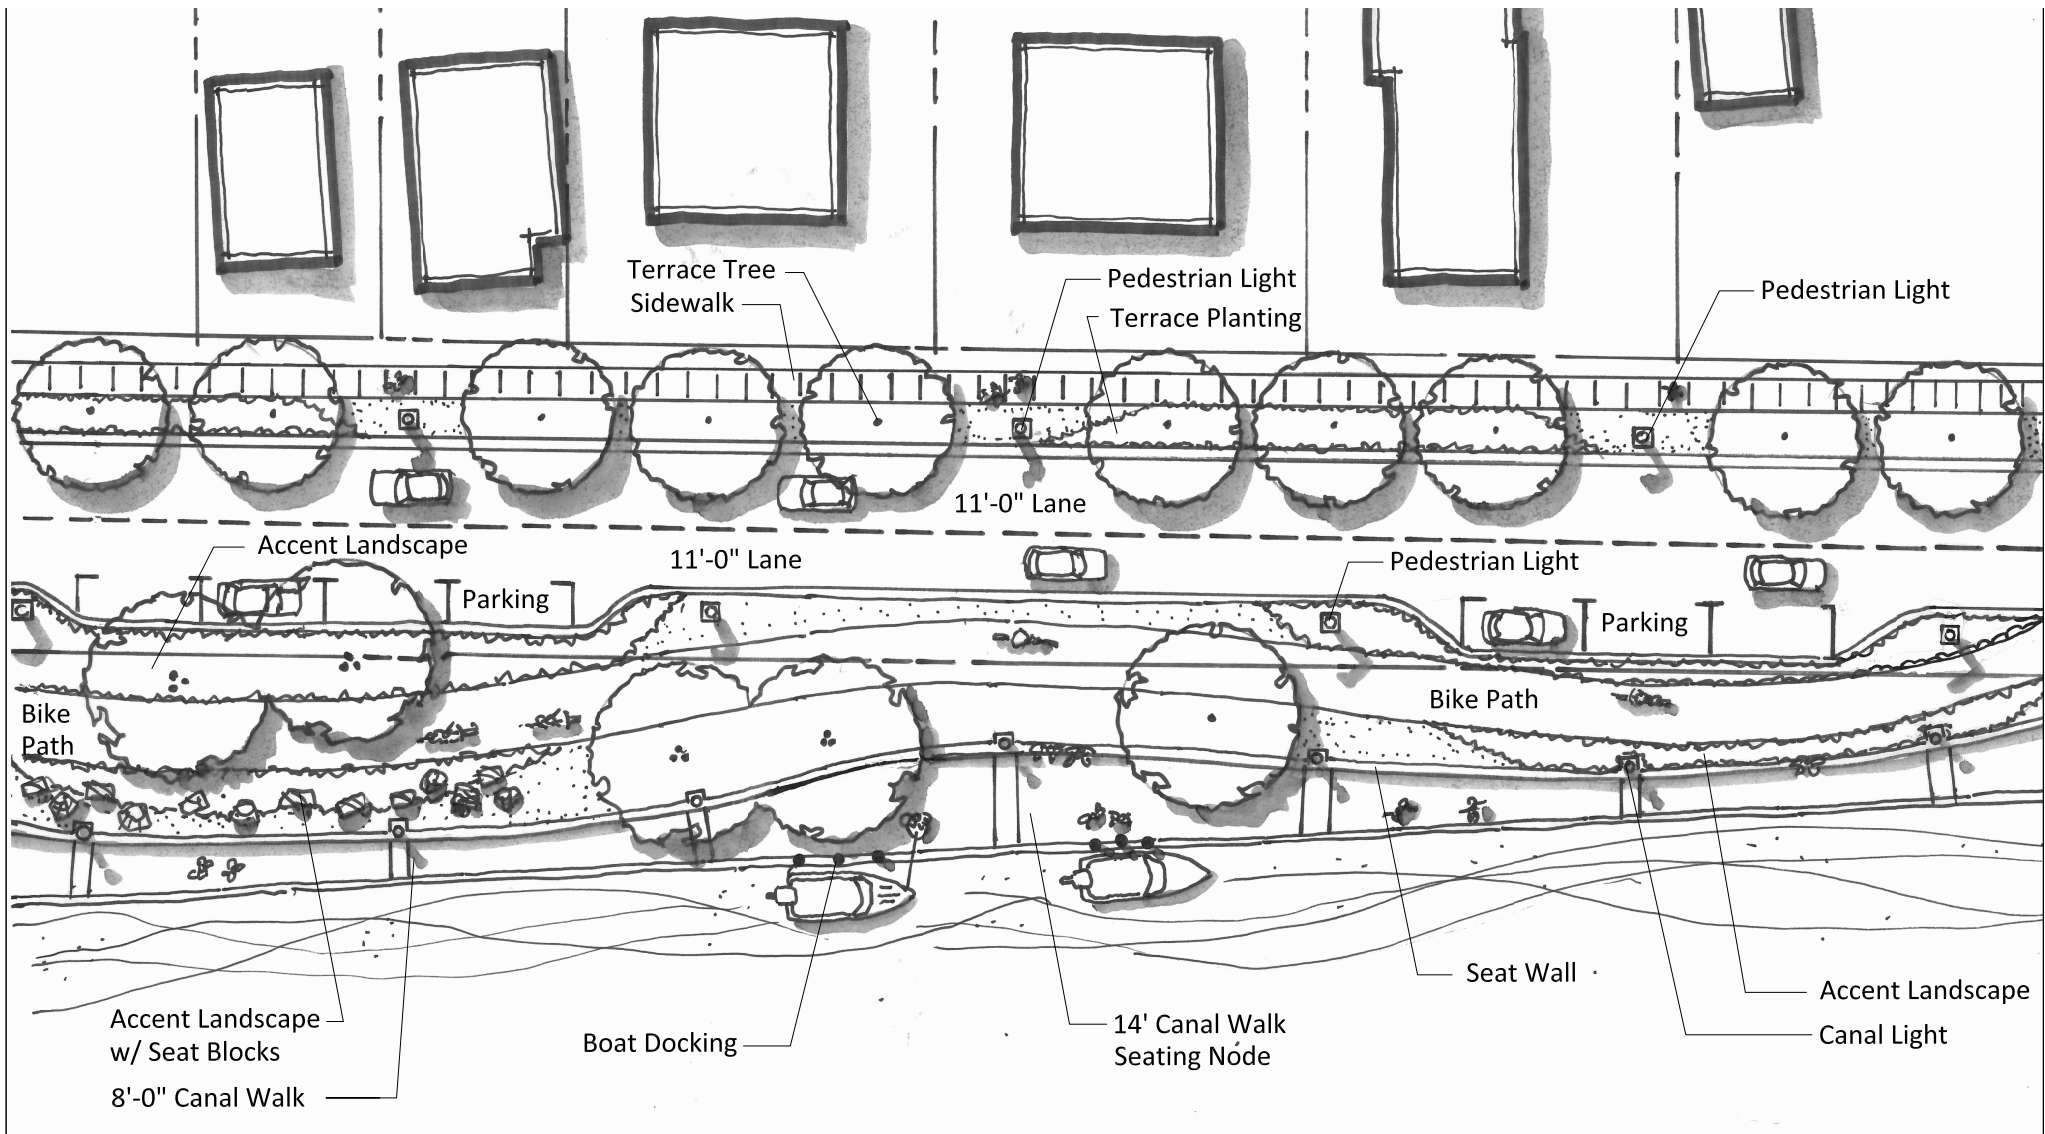 Terrace Tree
Sidewalk
Pedestrian Light
Terrace Planting
Pedestrian Light
11'-0" Lane
Accent Landscape
11'-0" Lane
Pedestrian Light
Parking
Parking
Bike
Path
Bike Path
Seat Wall
Accent Landscape
Accent Landscape
w/ Seat Blocks
Boat Docking
14' Canal Walk
Seating Node
Canal Light
8'-0" Canal Walk